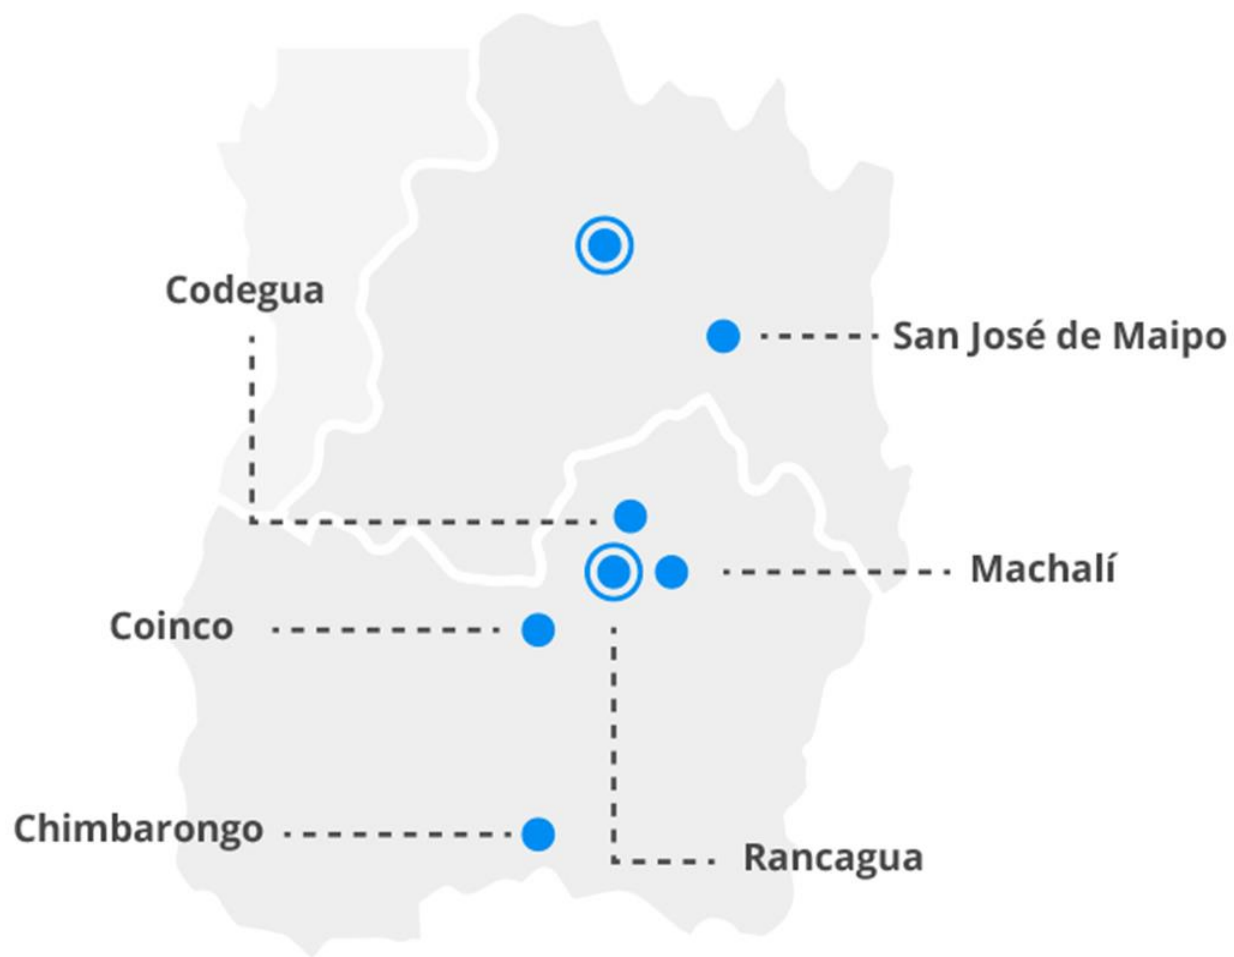 Codegua
San José de Maipo
Machalí
Coinco
Chimbarongo
Rancagua